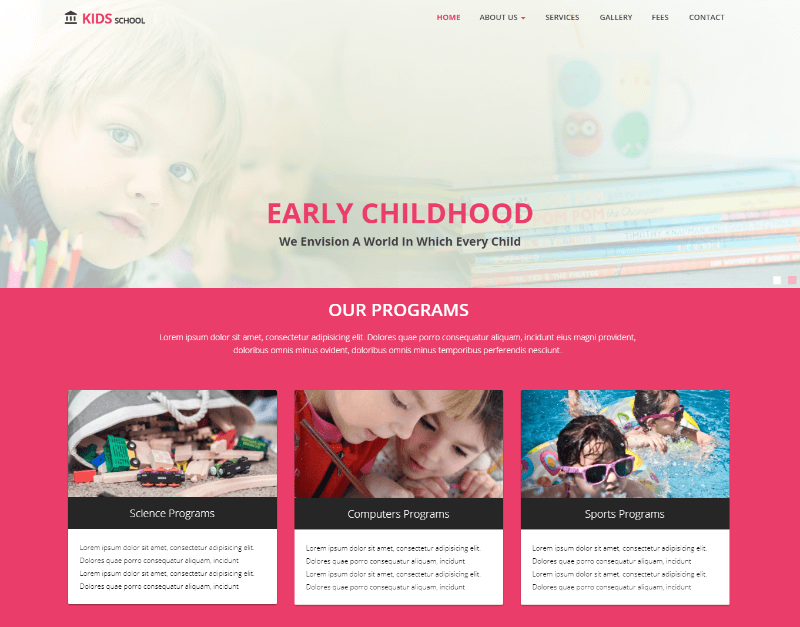 KIDS SCHOOL
HOME ABOUT US SERVICES GALLERY FEES CONTACT
EARLY CHILDHOOD
We Envision A World In Which Every Child
OUR PROGRAMS
Lorem ipsum dolor sit amet, consectetur adipisicing elit. Dolores quae porro consequatur aliquam, incidunt eius magni provident,
doloribus omnis minus ovident, doloribus omnis minus temporibus perferendis nesciunt.
Science Programs
Lorem ipsum dolor sit amet, consectetur adipisicing elit.
Dolores quae porro consequatur aliquam, incidunt
Lorem ipsum dolor sit amet, consectetur adipisicing elit.
Dolores quae porro consequatur aliquam, incidunt
Computers Programs
Lorem ipsum dolor sit amet, consectetur adipisicing elit.
Dolores quae porro consequatur aliquam, incidunt
Lorem ipsum dolor sit amet, consectetur adipisicing elit.
Dolores quae porro consequatur aliquam, incidunt
Sports Programs
Lorem ipsum dolor sit amet, consectetur adipisicing elit.
Dolores quae porro consequatur aliquam, incidunt
Lorem ipsum dolor sit amet, consectetur adipisicing elit.
Dolores quae porro consequatur aliquam, incidunt